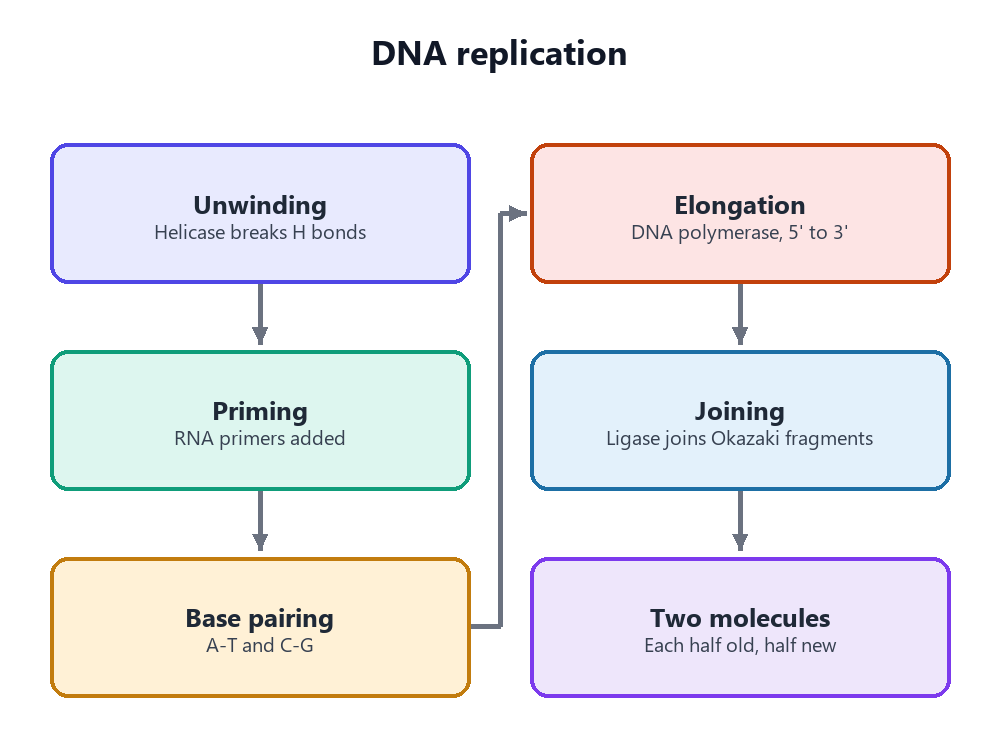 DNA replication
Unwinding
Helicase breaks H bonds
Priming
RNA primers added
Base pairing
A-T and C-G
Elongation
DNA polymerase, 5' to 3'
Joining
Ligase joins Okazaki fragments
Two molecules
Each half old, half new